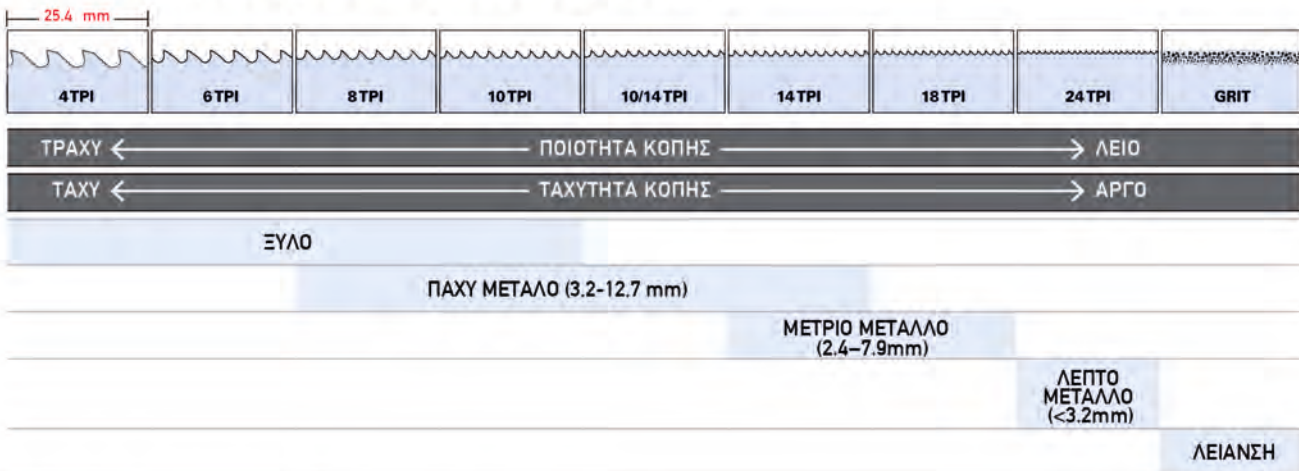 25.4 mm
4TPI 6TPI 8TPI 10TPI 10/14TPI 14TPI 18TPI 24TPI GRIT
ΤΡΑΧΥ ΠΟΙΟΤΗΤΑ ΚΟΠΗΣ ΛΕΙΟ
ΤΑΧΥ ΤΑΧΥΤΗΤΑ ΚΟΠΗΣ ΑΡΓΟ
ΞΥΛΟ
ΠΑΧΥ ΜΕΤΑΛΟ (3.2-12.7 mm)
ΜΕΤΡΙΟ ΜΕΤΑΛΛΟ
(2.4–7.9mm)
ΛΕΠΤΟ
ΜΕΤΑΛΛΟ
(<3.2mm)
ΛΕΙΑΝΣΗ